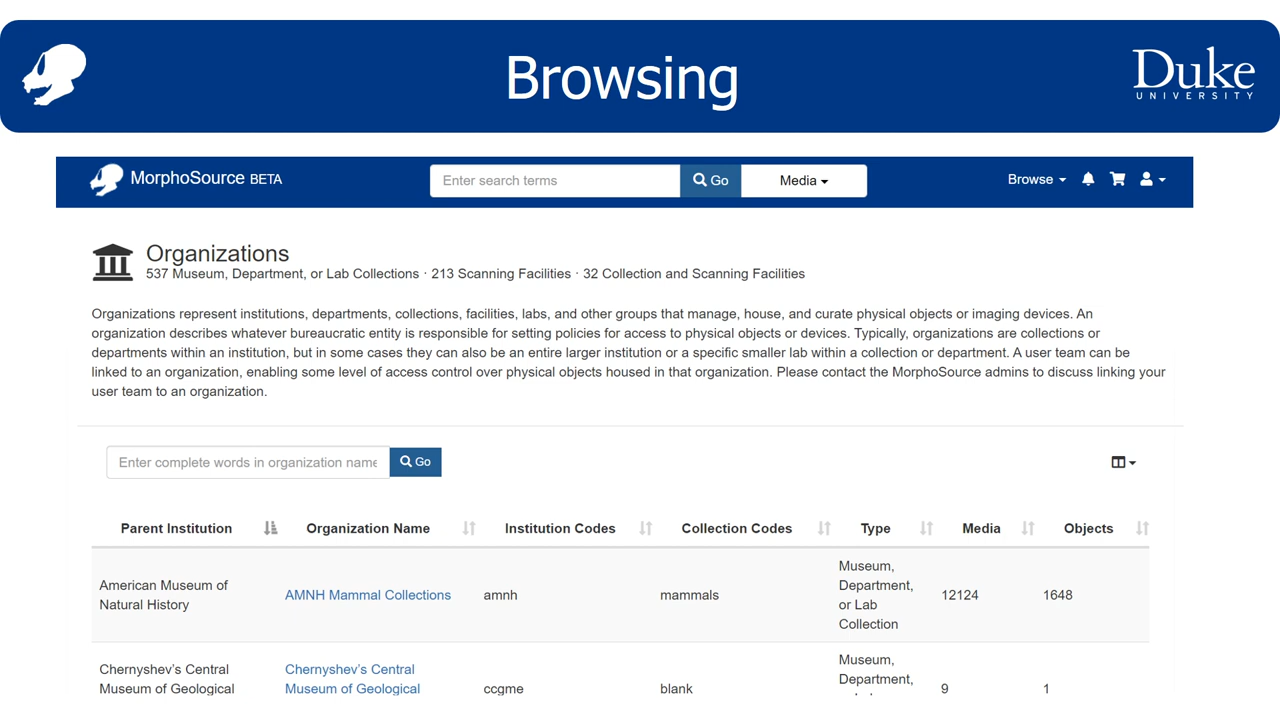 Browsing
Duke
UNIVERSITY
MorphoSource BETA
Enter search terms
Go
Media
Browse
Organizations
537 Museum, Department, or Lab Collections · 213 Scanning Facilities · 32 Collection and Scanning Facilities
Organizations represent institutions, departments, collections, facilities, labs, and other groups that manage, house, and curate physical objects or imaging devices. An
organization describes whatever bureaucratic entity is responsible for setting policies for access to physical objects or devices. Typically, organizations are collections or
departments within an institution, but in some cases they can also be an entire larger institution or a specific smaller lab within a collection or department. A user team can be
linked to an organization, enabling some level of access control over physical objects housed in that organization. Please contact the MorphoSource admins to discuss linking your
user team to an organization.
Enter complete words in organization name
Go
Parent Institution Organization Name Institution Codes Collection Codes Type Media Objects
American Museum of
Natural History
AMNH Mammal Collections
amnh
mammals
Museum,
Department,
or Lab
Collection
12124
1648
Chernyshev's Central
Museum of Geological
Chernyshev's Central
Museum of Geological
ccgme
blank
Museum,
Department,
9
1